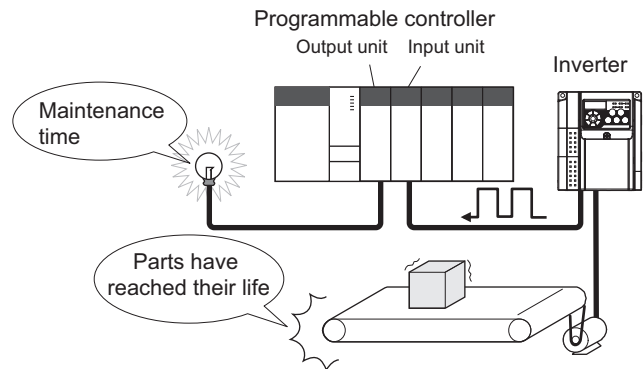 Programmable controller
Output unit
Input unit
Inverter
Maintenance
time
Parts have
reached their life